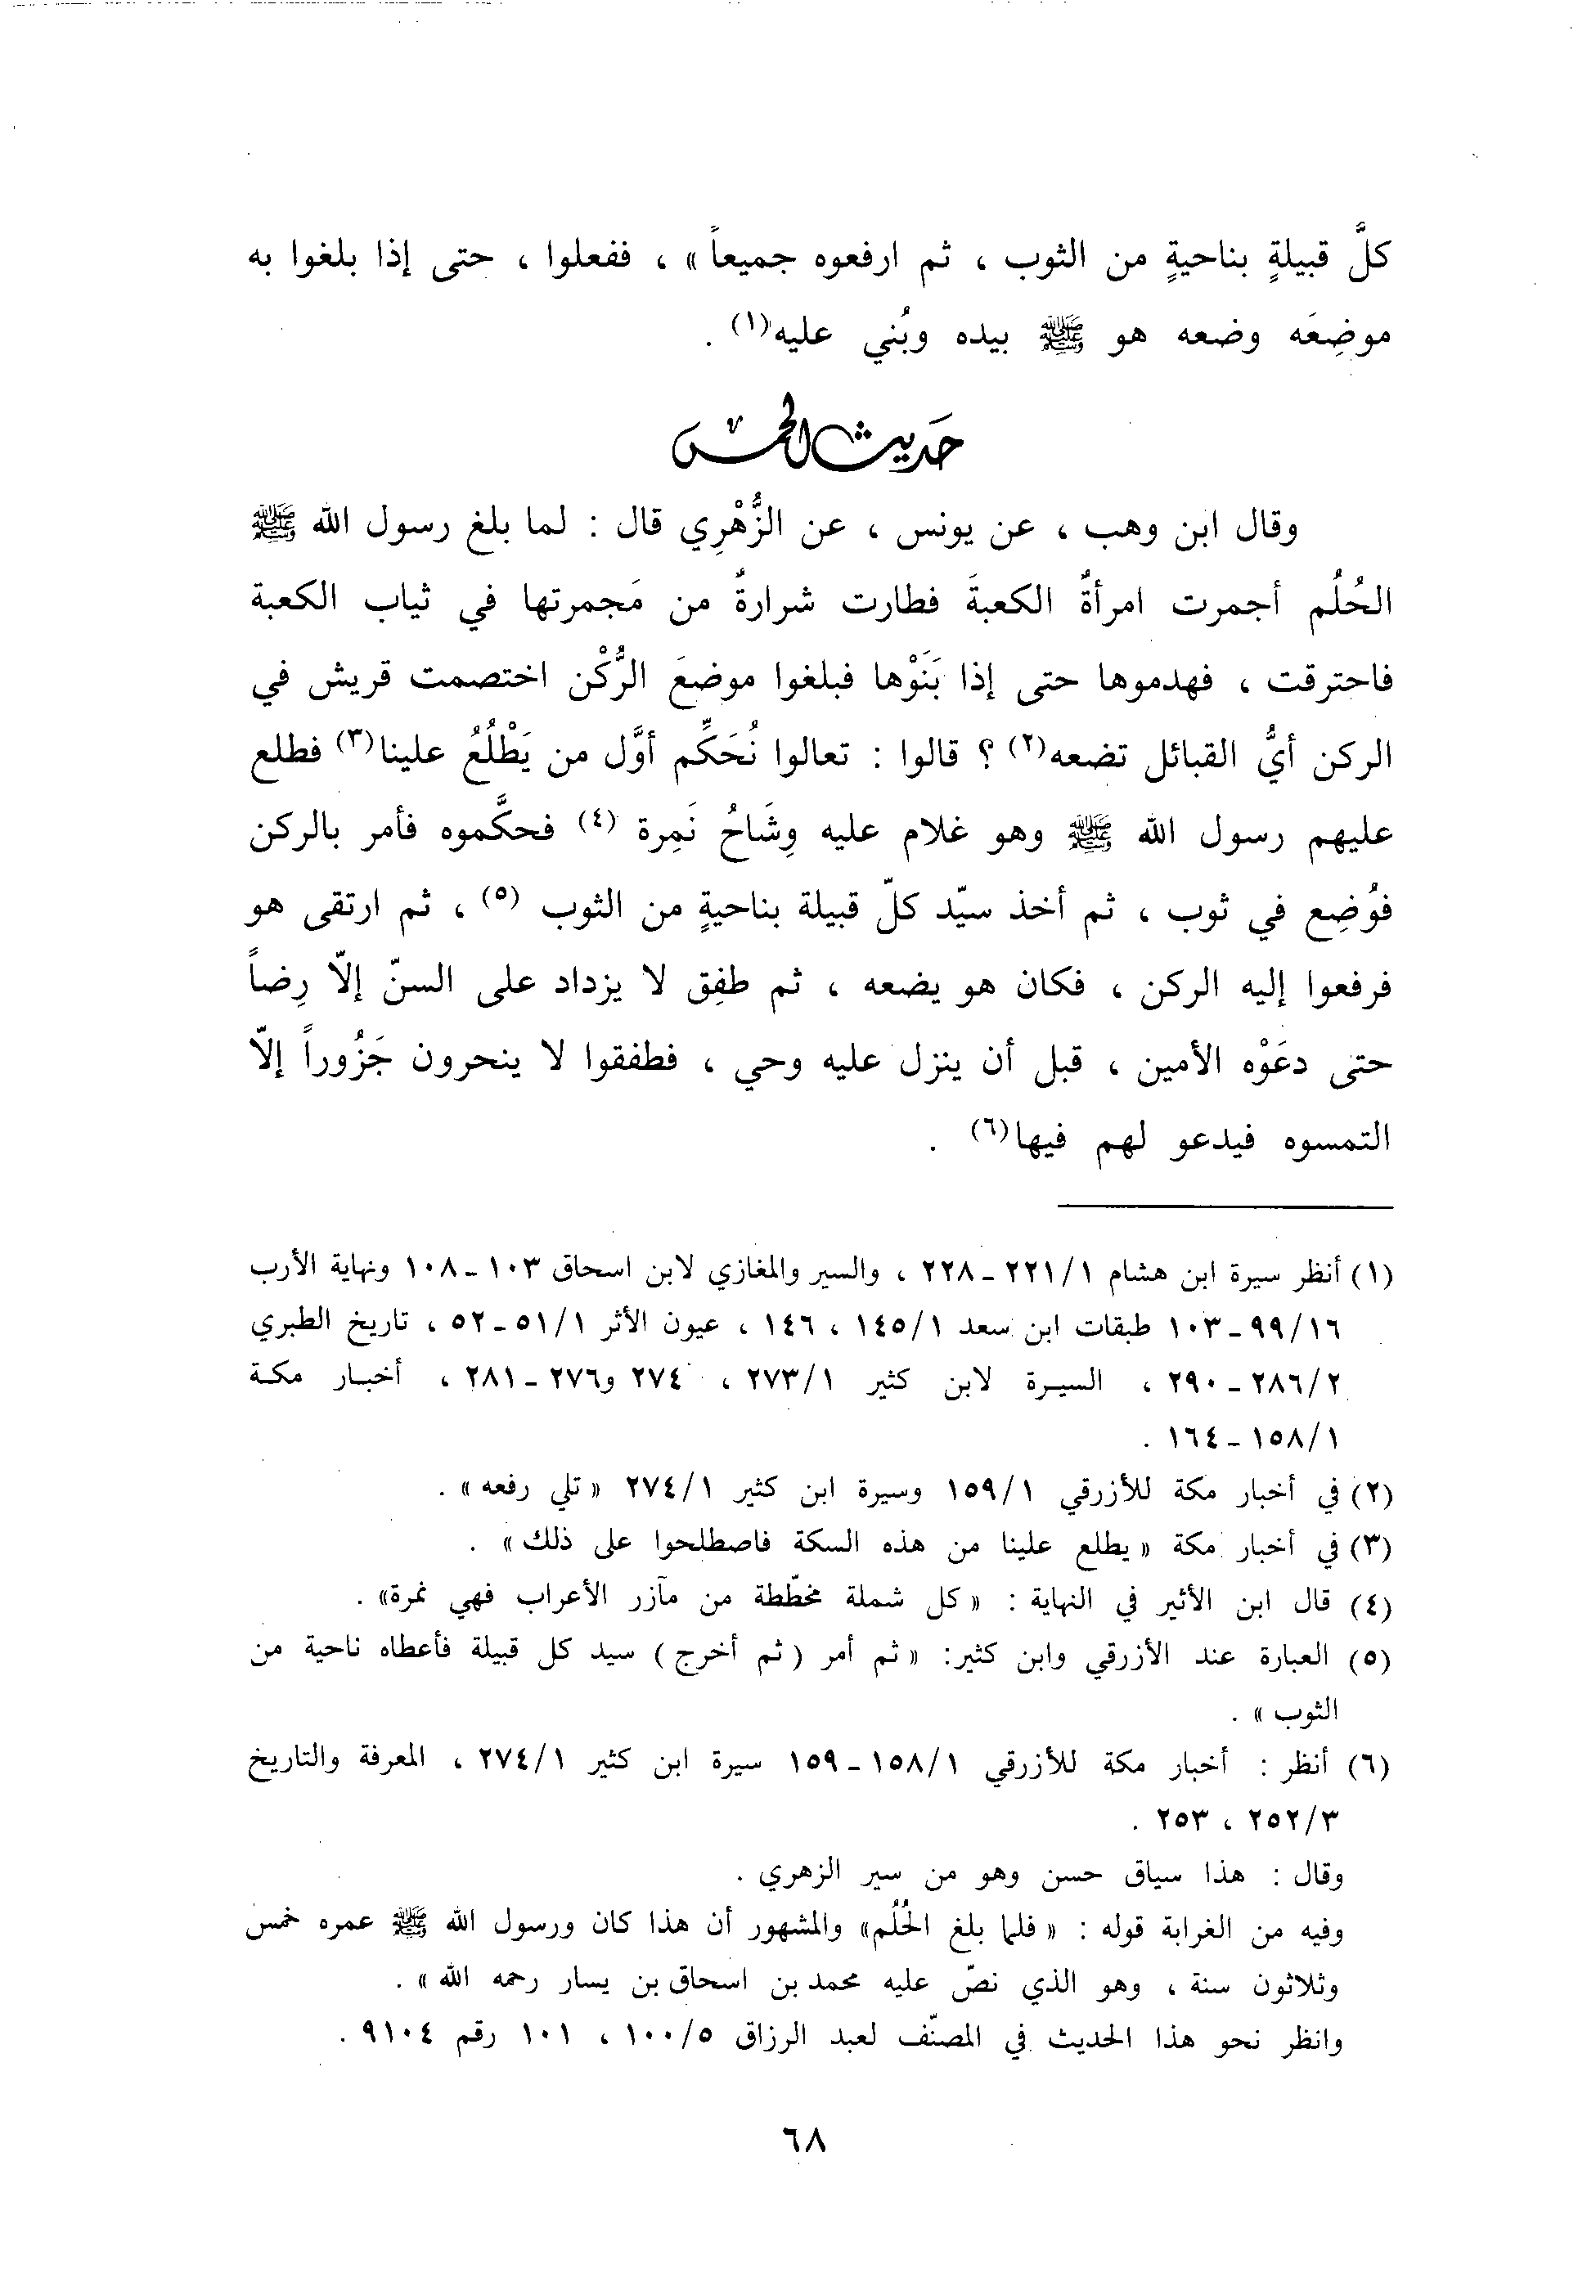 كلَّ قبيلةٍ بناحيةٍ من الثوب ، ثم ارفعوه جميعاً » ، ففعلوا ، حتى إذا بلغوا به
موضِعَه وضعه هو ﷺ بيده وبُني عليه(١) .
حَديث الحُمْس
وقال ابن وهب ، عن يونس ، عن الزُّهْرِي قال : لما بلغ رسول الله ﷺ
الحُلُم أجمرت امرأةٌ الكعبةَ فطارت شرارةٌ من مَجمرتها في ثياب الكعبة
فاحترقت ، فهدموها حتى إذا بَنَوْها فبلغوا موضعَ الرُّكْن اختصمت قريش في
الركن أيُّ القبائل تضعه(٢) ؟ قالوا : تعالوا نُحَكِّم أوَّل من يَطْلُعُ علينا(٣) فطلع
عليهم رسول الله ﷺ وهو غلام عليه وِشَاحُ نَمِرة (٤) فحكَّموه فأمر بالركن
فوُضِع في ثوب ، ثم أخذ سيّد كلّ قبيلة بناحيةٍ من الثوب (٥) ، ثم ارتقى هو
فرفعوا إليه الركن ، فكان هو يضعه ، ثم طفِق لا يزداد على السنّ إلّا رِضاً
حتى دعَوْه الأمين ، قبل أن ينزل عليه وحي ، فطفقوا لا ينحرون جَزُوراً إلّا
التمسوه فيدعو لهم فيها(٦) .
(١) أنظر سيرة ابن هشام ٢٢١/١ ـ ٢٢٨ ، والسير والمغازي لابن اسحاق ١٠٣ ـ ١٠٨ ونهاية الأرب
٩٩/١٦ ـ ١٠٣ طبقات ابن سعد ١٤٥/١ ، ١٤٦ ، عيون الأثر ٥١/١ ـ ٥٢ ، تاريخ الطبري
٢٨٦/٢ ـ ٢٩٠ ، السيرة لابن كثير ٢٧٣/١ ، ٢٧٤ و٢٧٦ ـ ٢٨١ ، أخبار مكة
١٥٨/١ ـ ١٦٤ .
(٢) في أخبار مكة للأزرقي ١٥٩/١ وسيرة ابن كثير ٢٧٤/١ « تلي رفعه » .
(٣) في أخبار مكة « يطلع علينا من هذه السكة فاصطلحوا على ذلك » .
(٤) قال ابن الأثير في النهاية : « كل شملة مخطّطة من مآزر الأعراب فهي نمرة» .
(٥) العبارة عند الأزرقي وابن كثير: « ثم أمر ( ثم أخرج ) سيد كل قبيلة فأعطاه ناحية من
الثوب » .
(٦) أنظر : أخبار مكة للأزرقي ١٥٨/١ ـ ١٥٩ سيرة ابن كثير ٢٧٤/١ ، المعرفة والتاريخ
٢٥٢/٣ ، ٢٥٣ .
وقال : هذا سياق حسن وهو من سير الزهري .
وفيه من الغرابة قوله : « فلما بلغ الحُلُم» والمشهور أن هذا كان ورسول الله ﷺ عمره خمس
وثلاثون سنة ، وهو الذي نصّ عليه محمد بن اسحاق بن يسار رحمه الله » .
وانظر نحو هذا الحديث في المصنّف لعبد الرزاق ١٠٠/٥ ، ١٠١ رقم ٩١٠٤ .
٦٨